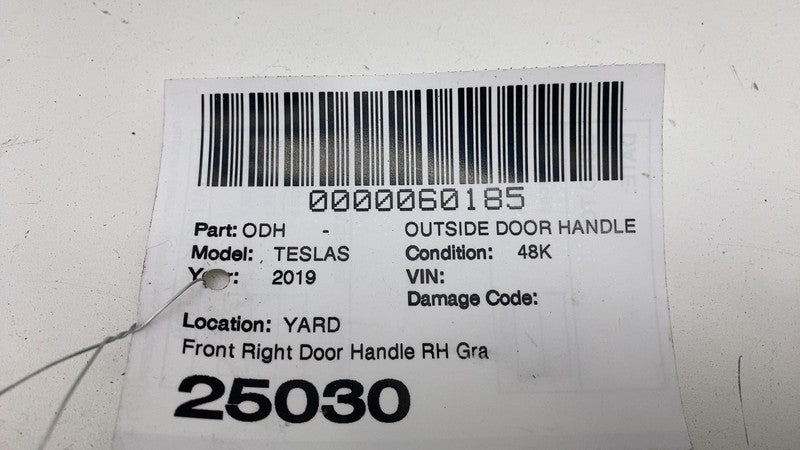 0000060185
Part: ODH - OUTSIDE DOOR HANDLE
Model: TESLAS Condition: 48K
2019 VIN:
Damage Code:
Location: YARD
Front Right Door Handle RH Gra
25030